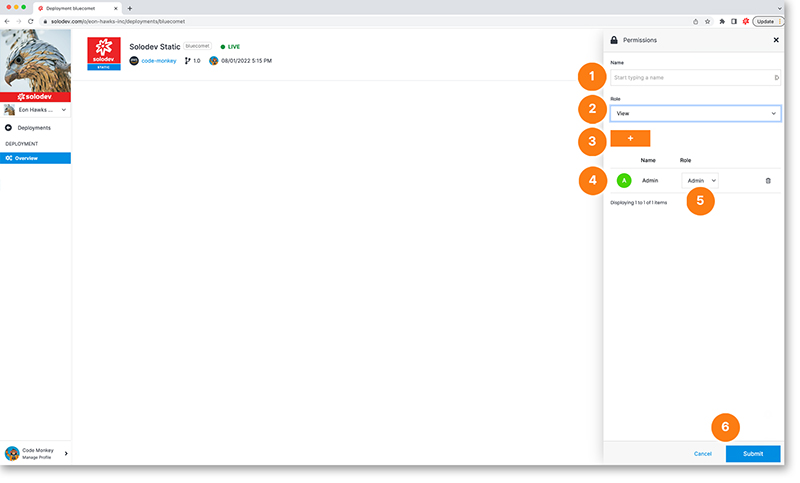 Deployment bluecomet
solodev.com/o/eon-hawks-inc/deployments/bluecomet
Update
solodev
Eon Hawks ...
Deployments
DEPLOYMENT
Overview
Code Monkey
Manage Profile
solodev
static
Solodev Static
bluecomet
LIVE
code-monkey
1.0
08/01/2022 5:15 PM
Permissions
Name
1
Start typing a name
Role
2
View
3
+
Name Role
4
A
Admin
Admin
5
Displaying 1 to 1 of 1 items
6
Cancel
Submit